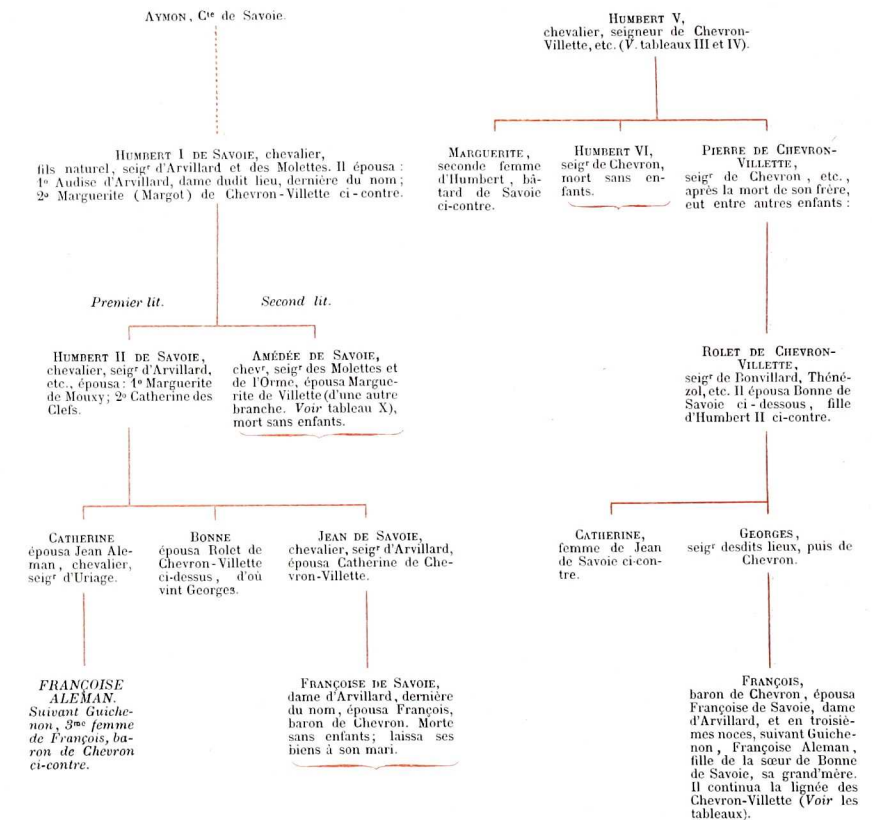 AYMON, Cte de Savoie.
HUMBERT V,
chevalier, seigneur de Chevron-
Villette, etc. (V. tableaux III et IV).
HUMBERT I DE SAVOIE, chevalier,
fils naturel, seigr d'Arvillard et des Molettes. Il épousa :
1o Audise d'Arvillard, dame dudit lieu, dernière du nom ;
2o Marguerite (Margot) de Chevron-Villette ci-contre.
MARGUERITE,
seconde femme
d'Humbert, bâ-
tard de Savoie
ci-contre.
HUMBERT VI,
seigr de Chevron,
mort sans en-
fants.
PIERRE DE CHEVRON-
VILLETTE,
seigr de Chevron, etc.,
après la mort de son frère,
eut entre autres enfants :
Premier lit.
Second lit.
HUMBERT II DE SAVOIE,
chevalier, seigr d'Arvillard,
etc., épousa : 1o Marguerite
de Mouxy ; 2o Catherine des
Clefs.
AMÉDÉE DE SAVOIE,
chevr, seigr des Molettes et
de l'Orme, épousa Margue-
rite de Villette (d'une autre
branche. Voir tableau X),
mort sans enfants.
ROLET DE CHEVRON-
VILLETTE,
seigr de Bonvillard, Théné-
zol, etc. Il épousa Bonne de
Savoie ci-dessous, fille
d'Humbert II ci-contre.
CATHERINE
épousa Jean Ale-
man, chevalier,
seigr d'Uriage.
BONNE
épousa Rolet de
Chevron-Villette
ci-dessus, d'où
vint Georges.
JEAN DE SAVOIE,
chevalier, seigr d'Arvillard,
épousa Catherine de Che-
vron-Villette.
CATHERINE,
femme de Jean
de Savoie ci-con-
tre.
GEORGES,
seigr desdits lieux, puis de
Chevron.
FRANÇOISE
ALEMAN.
Suivant Guiche-
non, 3me femme
de François, ba-
ron de Chevron
ci-contre.
FRANÇOISE DE SAVOIE,
dame d'Arvillard, dernière
du nom, épousa François,
baron de Chevron. Morte
sans enfants ; laissa ses
biens à son mari.
FRANÇOIS,
baron de Chevron, épousa
Françoise de Savoie, dame
d'Arvillard, et en troisiè-
mes noces, suivant Guiche-
non, Françoise Aleman,
fille de la sœur de Bonne
de Savoie, sa grand'mère.
Il continua la lignée des
Chevron-Villette (Voir les
tableaux).